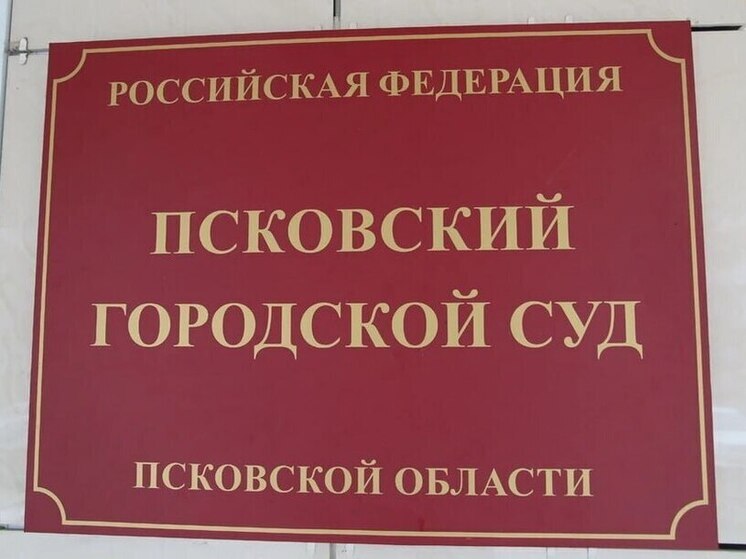 РОССИЙСКАЯ ФЕДЕРАЦИЯ
ПСКОВСКИЙ
ГОРОДСКОЙ СУД
ПСКОВСКОЙ ОБЛАСТИ